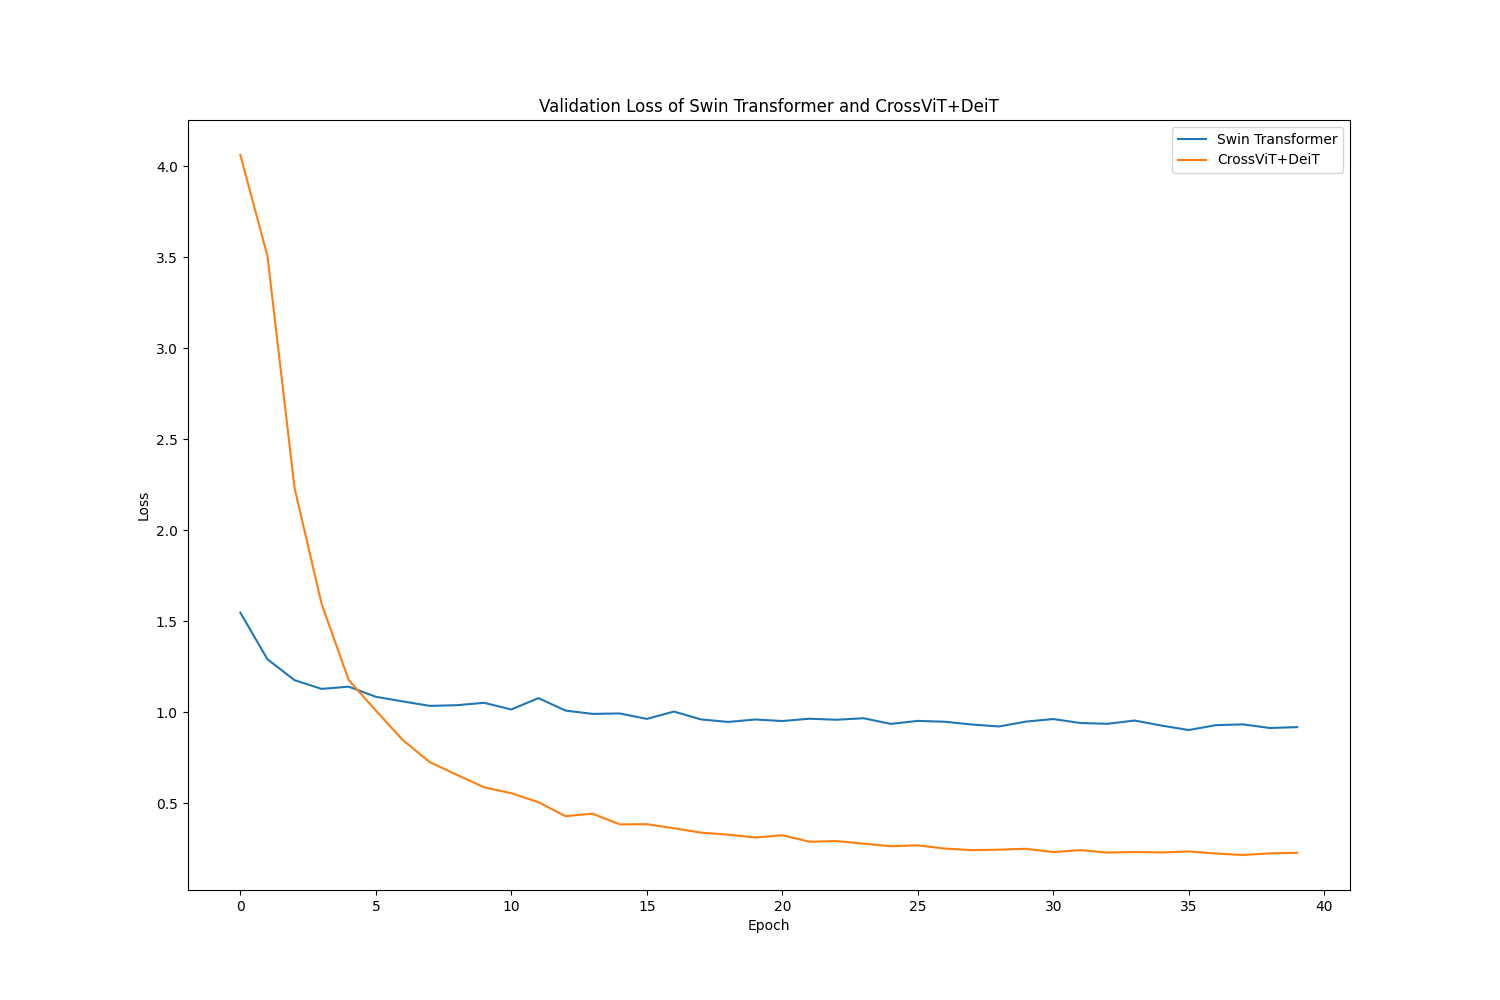 Validation Loss of Swin Transformer and CrossViT+DeiT
Swin Transformer
CrossViT+DeiT
4.0
3.5
3.0
2.5
2.0
1.5
1.0
0.5
Loss
0 5 10 15 20 25 30 35 40
Epoch